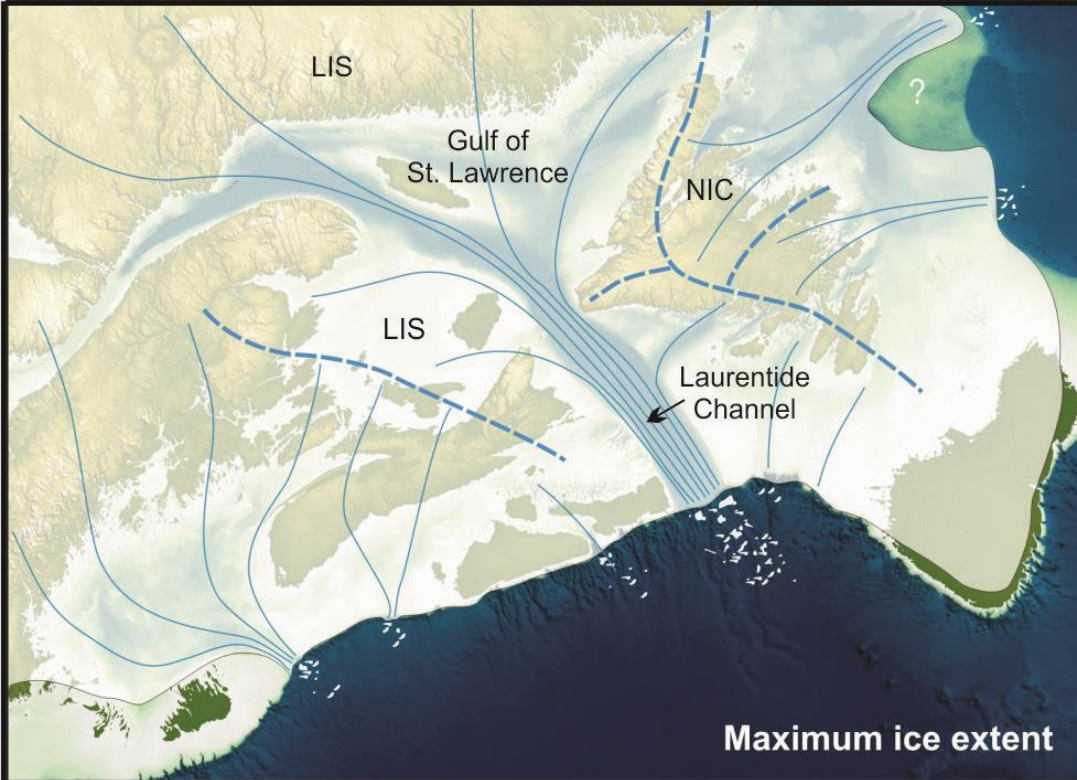 LIS
?
Gulf of
St. Lawrence
NIC
LIS
Laurentide
Channel
Maximum ice extent